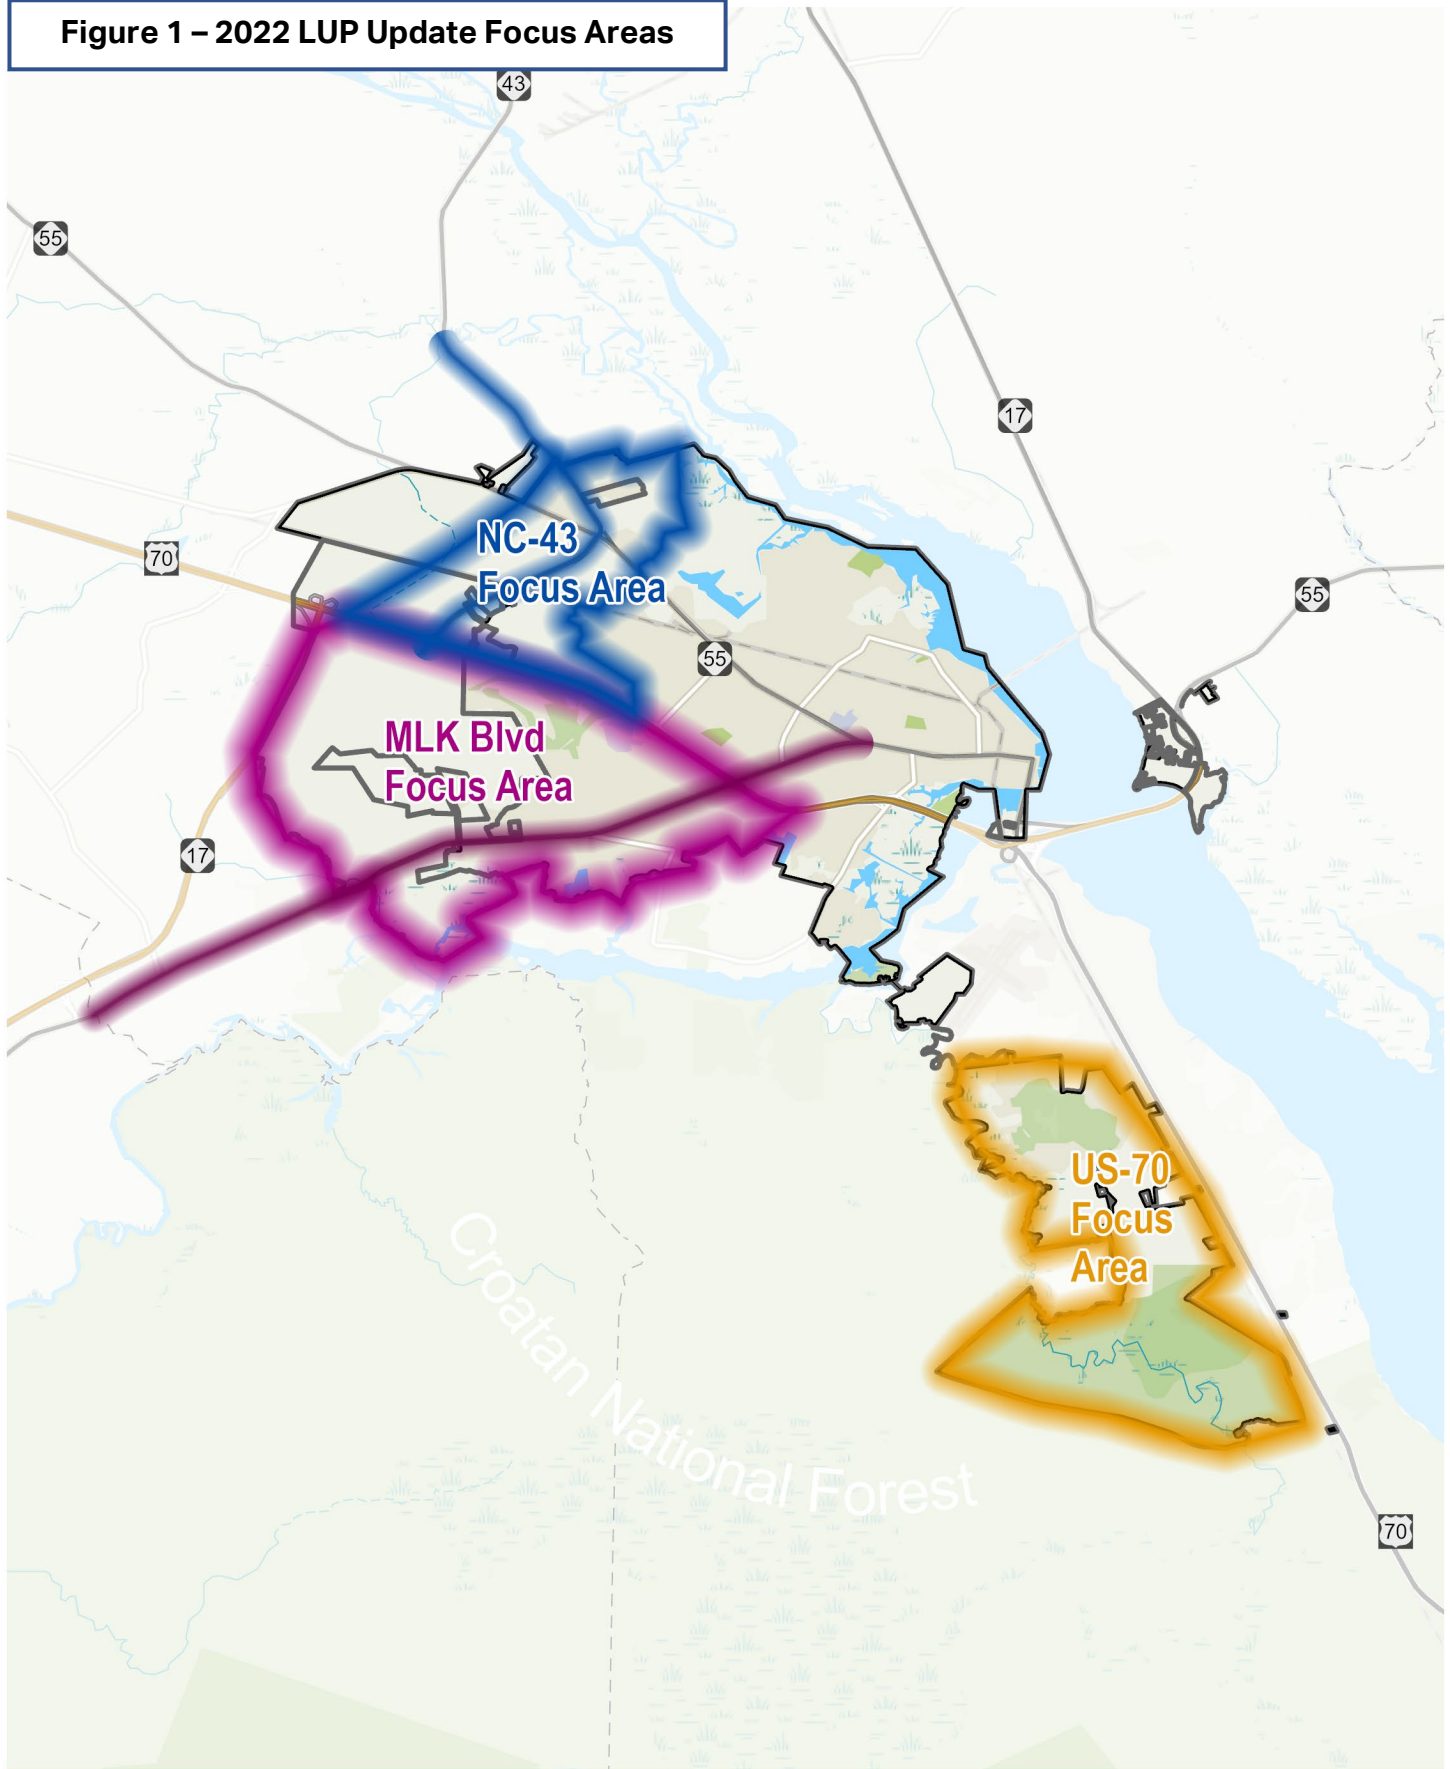 Figure 1 – 2022 LUP Update Focus Areas
43
55
17
70
NC-43
Focus Area
55
55
MLK Blvd
Focus Area
17
US-70
Focus
Area
Croatan National Forest
70